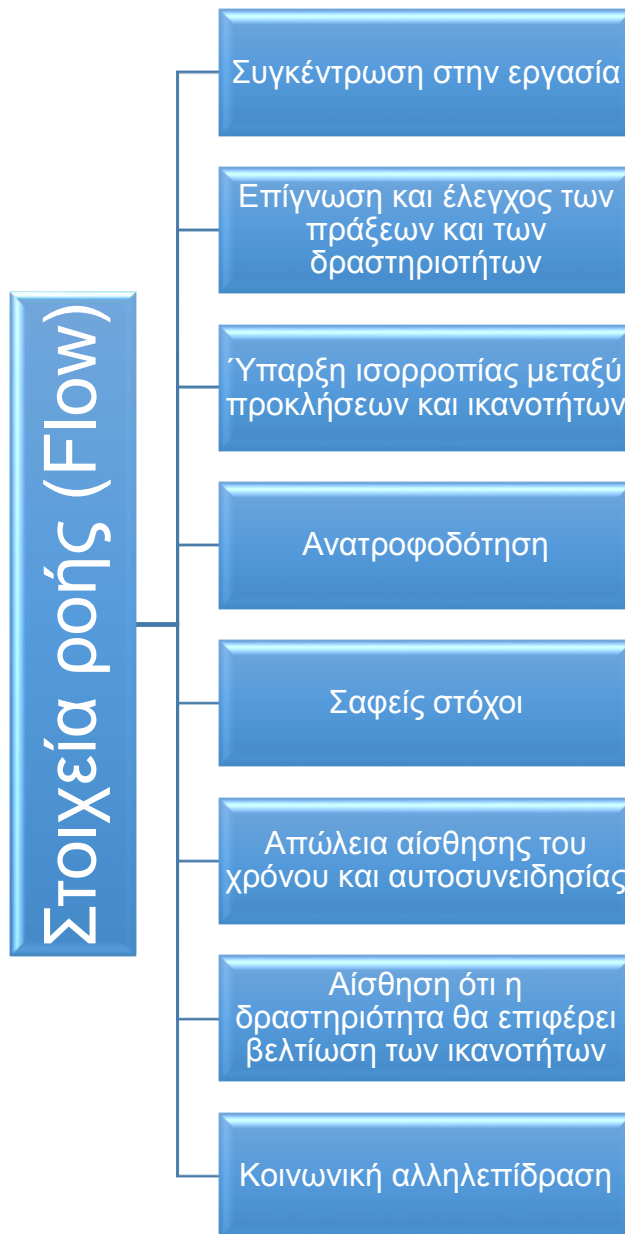 Στοιχεία ροής (Flow)
Συγκέντρωση στην εργασία
Επίγνωση και έλεγχος των
πράξεων και των
δραστηριοτήτων
Ύπαρξη ισορροπίας μεταξύ
προκλήσεων και ικανοτήτων
Ανατροφοδότηση
Σαφείς στόχοι
Απώλεια αίσθησης του
χρόνου και αυτοσυνειδησίας
Αίσθηση ότι η
δραστηριότητα θα επιφέρει
βελτίωση των ικανοτήτων
Κοινωνική αλληλεπίδραση